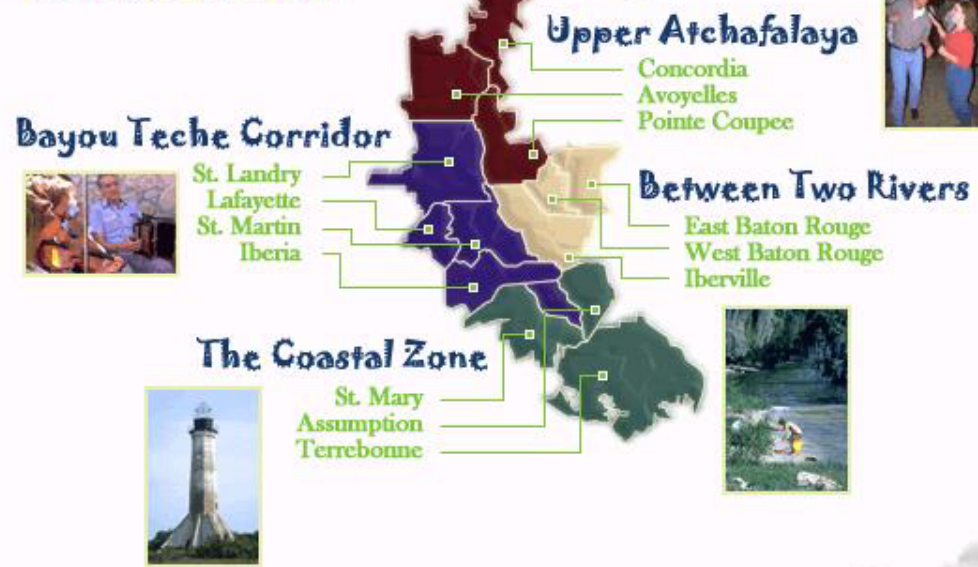 Upper Atchafalaya
Concordia
Avoyelles
Pointe Coupee
Bayou Teche Corridor
St. Landry
Lafayette
St. Martin
Iberia
Between Two Rivers
East Baton Rouge
West Baton Rouge
Iberville
The Coastal Zone
St. Mary
Assumption
Terrebonne